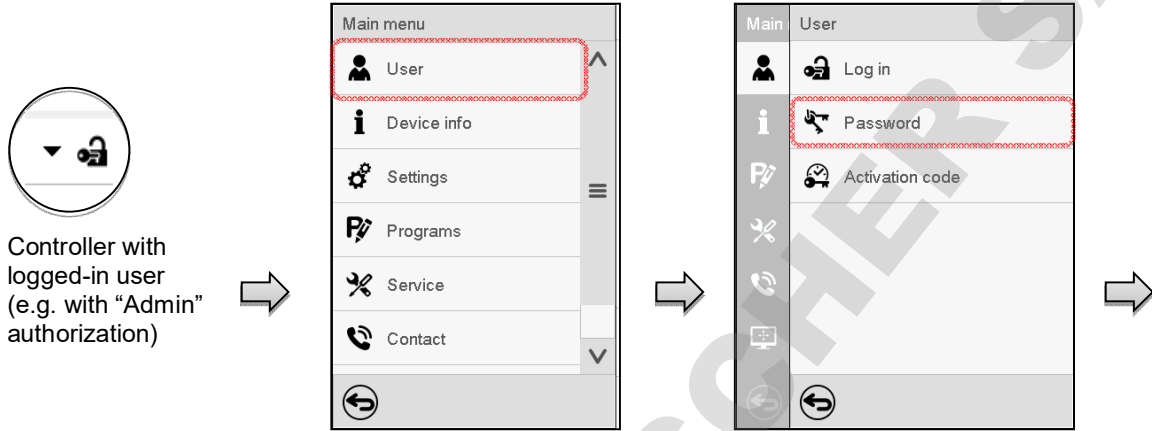 Controller with
logged-in user
(e.g. with “Admin”
authorization)
Main menu
User
Device info
Settings
Programs
Service
Contact
Main
User
Log in
Password
Activation code